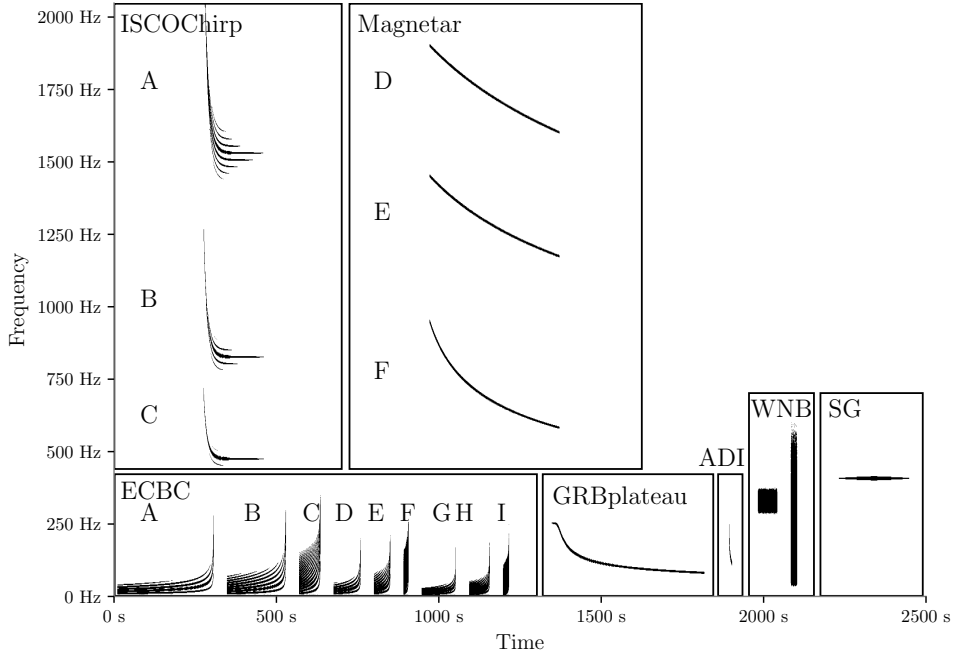 2000 Hz
ISCOChirp
Magnetar
A
D
1750 Hz
1500 Hz
E
1250 Hz
B
1000 Hz
Frequency
F
750 Hz
C
500 Hz
WNB
SG
ADI
ECBC
GRBplateau
A B C D E F G H I
250 Hz
0 Hz
0 s 500 s 1000 s 1500 s 2000 s 2500 s
Time